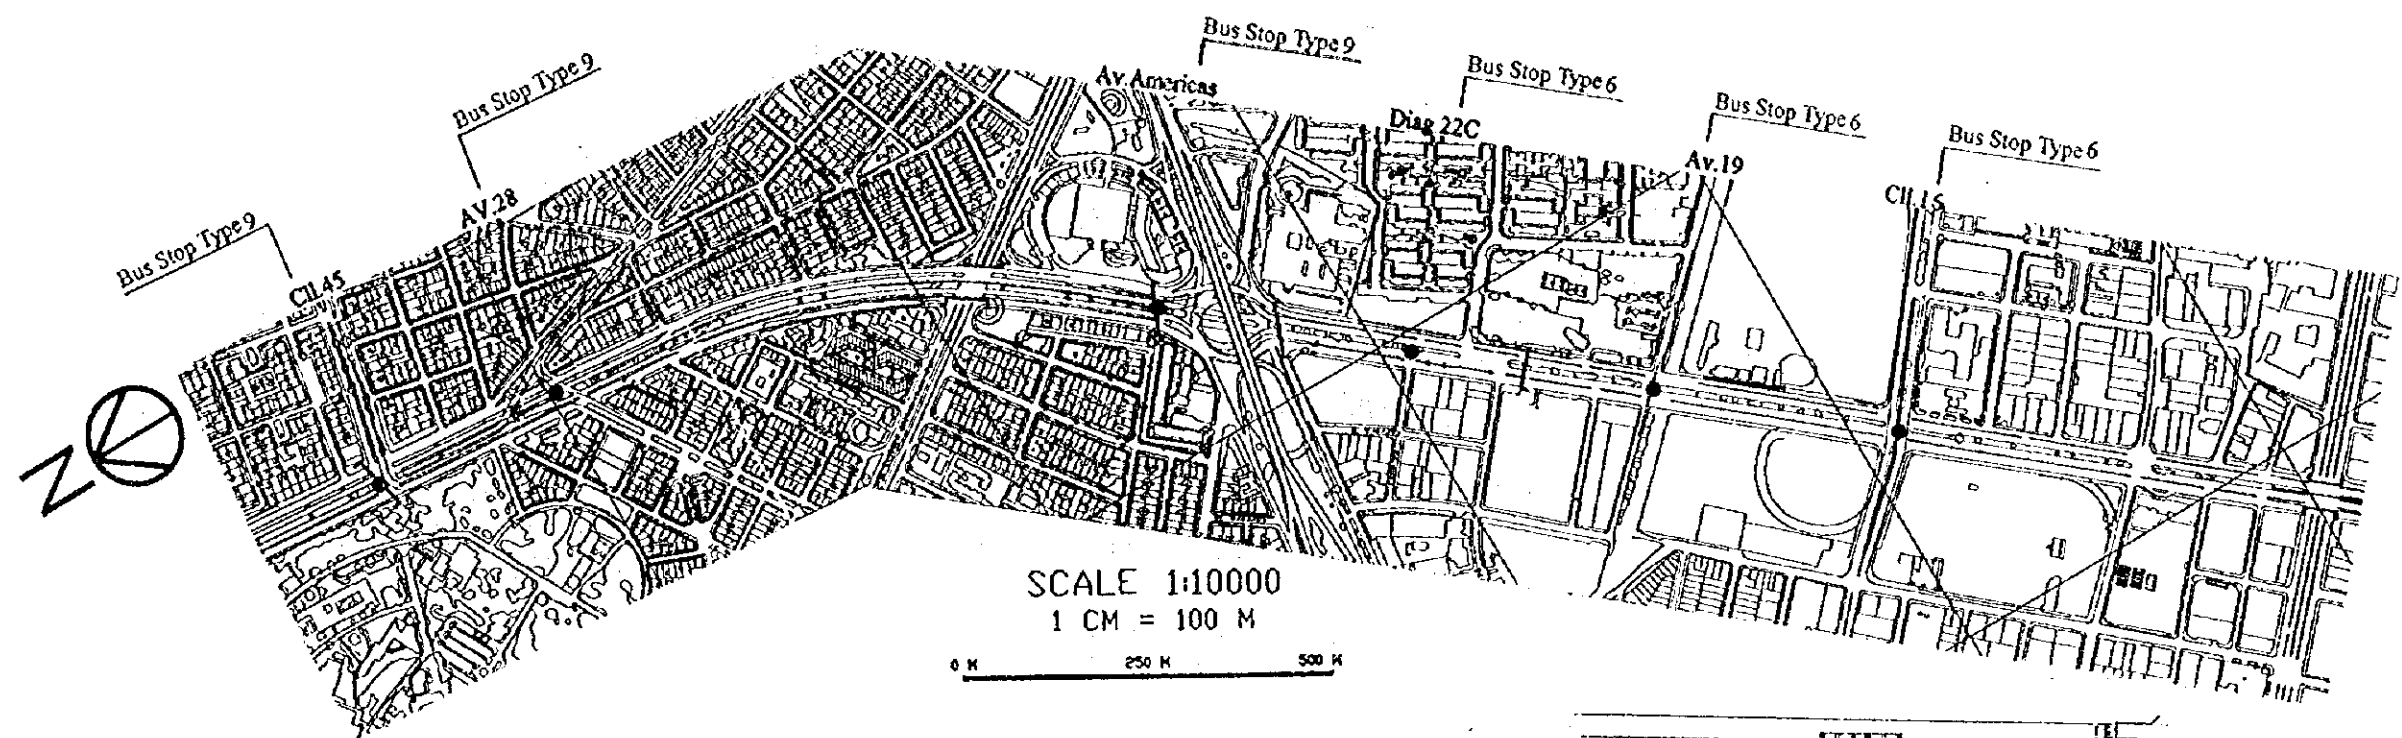 Bus Stop Type 9
Bus Stop Type 9
Bus Stop Type 9
Bus Stop Type 6
Bus Stop Type 6
Bus Stop Type 6
Cll.45
AV.28
Av.Americas
Diag 22C
Av.19
N
SCALE 1:10000
1 CM = 100 M
0 M 250 M 500 M